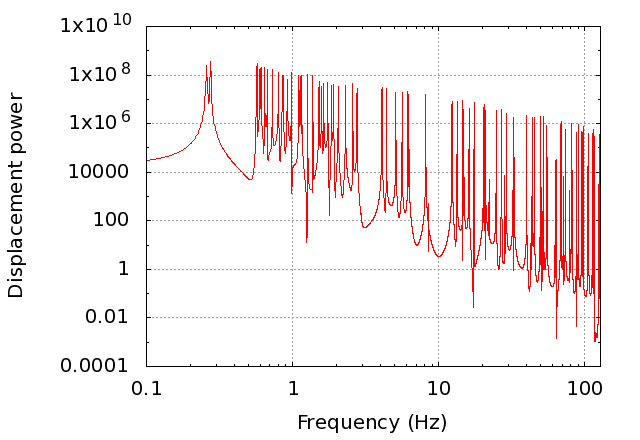 1x10^10
1x10^8
1x10^6
10000
100
1
0.01
0.0001
Displacement power
0.1 1 10 100
Frequency (Hz)